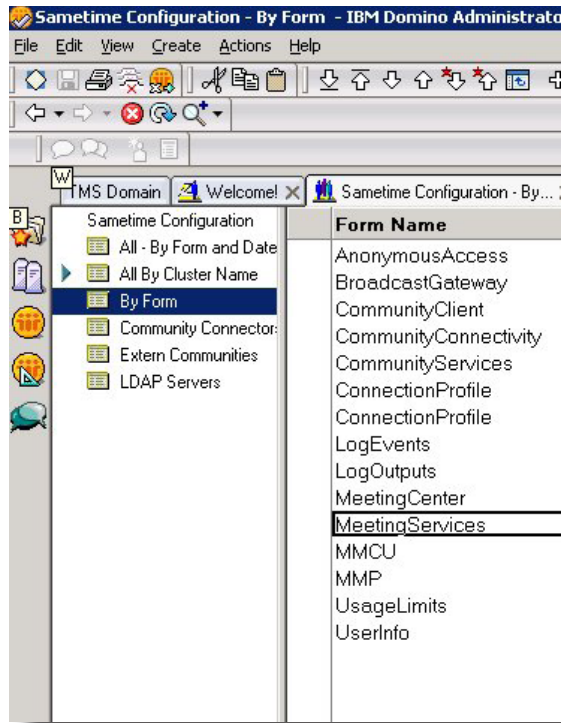 Sametime Configuration - By Form - IBM Domino Administrato
File Edit View Create Actions Help
W
TMS Domain Welcome! Sametime Configuration - By...
B
Sametime Configuration
All - By Form and Date
All By Cluster Name
By Form
Community Connector
Extern Communities
LDAP Servers
Form Name
AnonymousAccess
BroadcastGateway
CommunityClient
CommunityConnectivity
CommunityServices
ConnectionProfile
ConnectionProfile
LogEvents
LogOutputs
MeetingCenter
MeetingServices
MMCU
MMP
UsageLimits
UserInfo